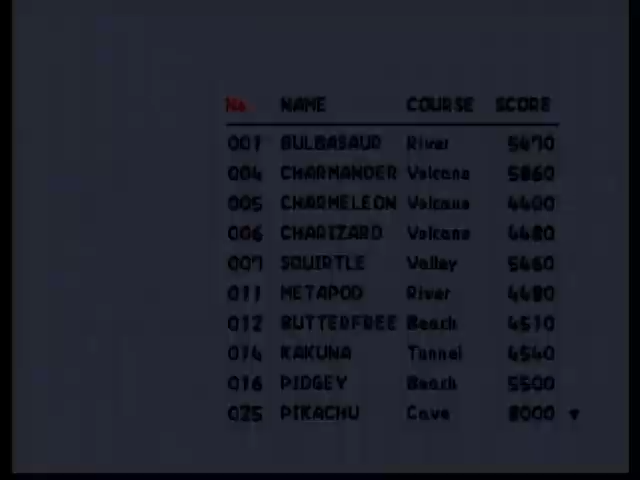 No. NAME COURSE SCORE
001 BULBASAUR River 5470
004 CHARMANDER Volcano 5860
005 CHARMELEON Volcano 4400
006 CHARIZARD Volcano 4480
007 SQUIRTLE Valley 5460
011 METAPOD River 4480
012 BUTTERFREE Beach 4510
014 KAKUNA Tunnel 4540
016 PIDGEY Beach 5500
025 PIKACHU Cave 8000